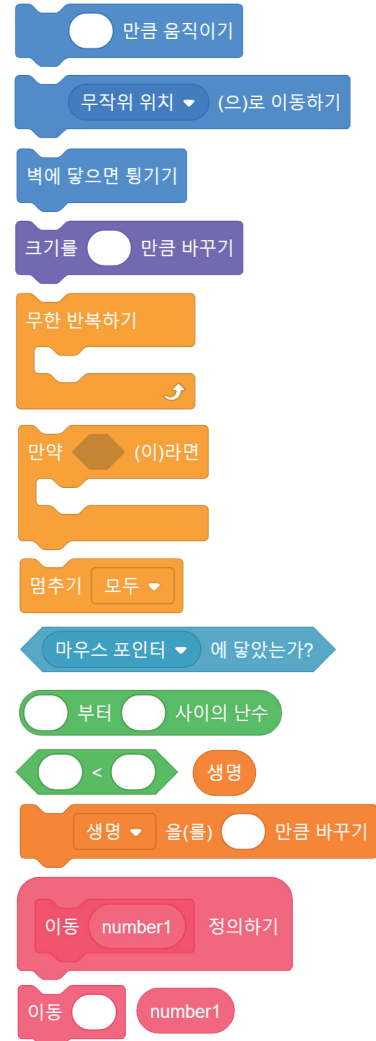 만큼 움직이기
무작위 위치 (으)로 이동하기
벽에 닿으면 튕기기
크기를 만큼 바꾸기
무한 반복하기
만약 (이)라면
멈추기 모두
마우스 포인터 에 닿았는가?
부터 사이의 난수
< 생명
생명 을(를) 만큼 바꾸기
이동 number1 정의하기
이동 number1